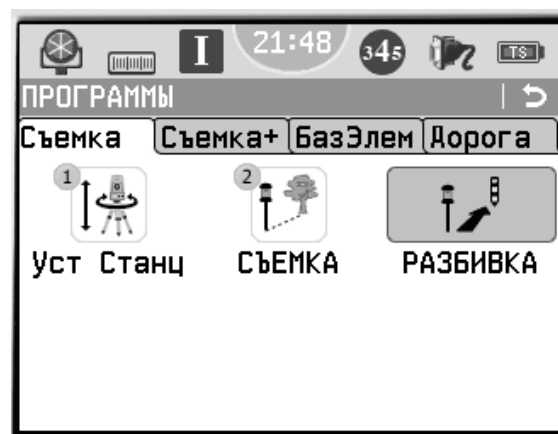 I 21:48 345 TS
ПРОГРАММЫ
Съемка Съемка+ БазЭлем Дорога
1 2
Уст Станц СЪЕМКА РАЗБИВКА